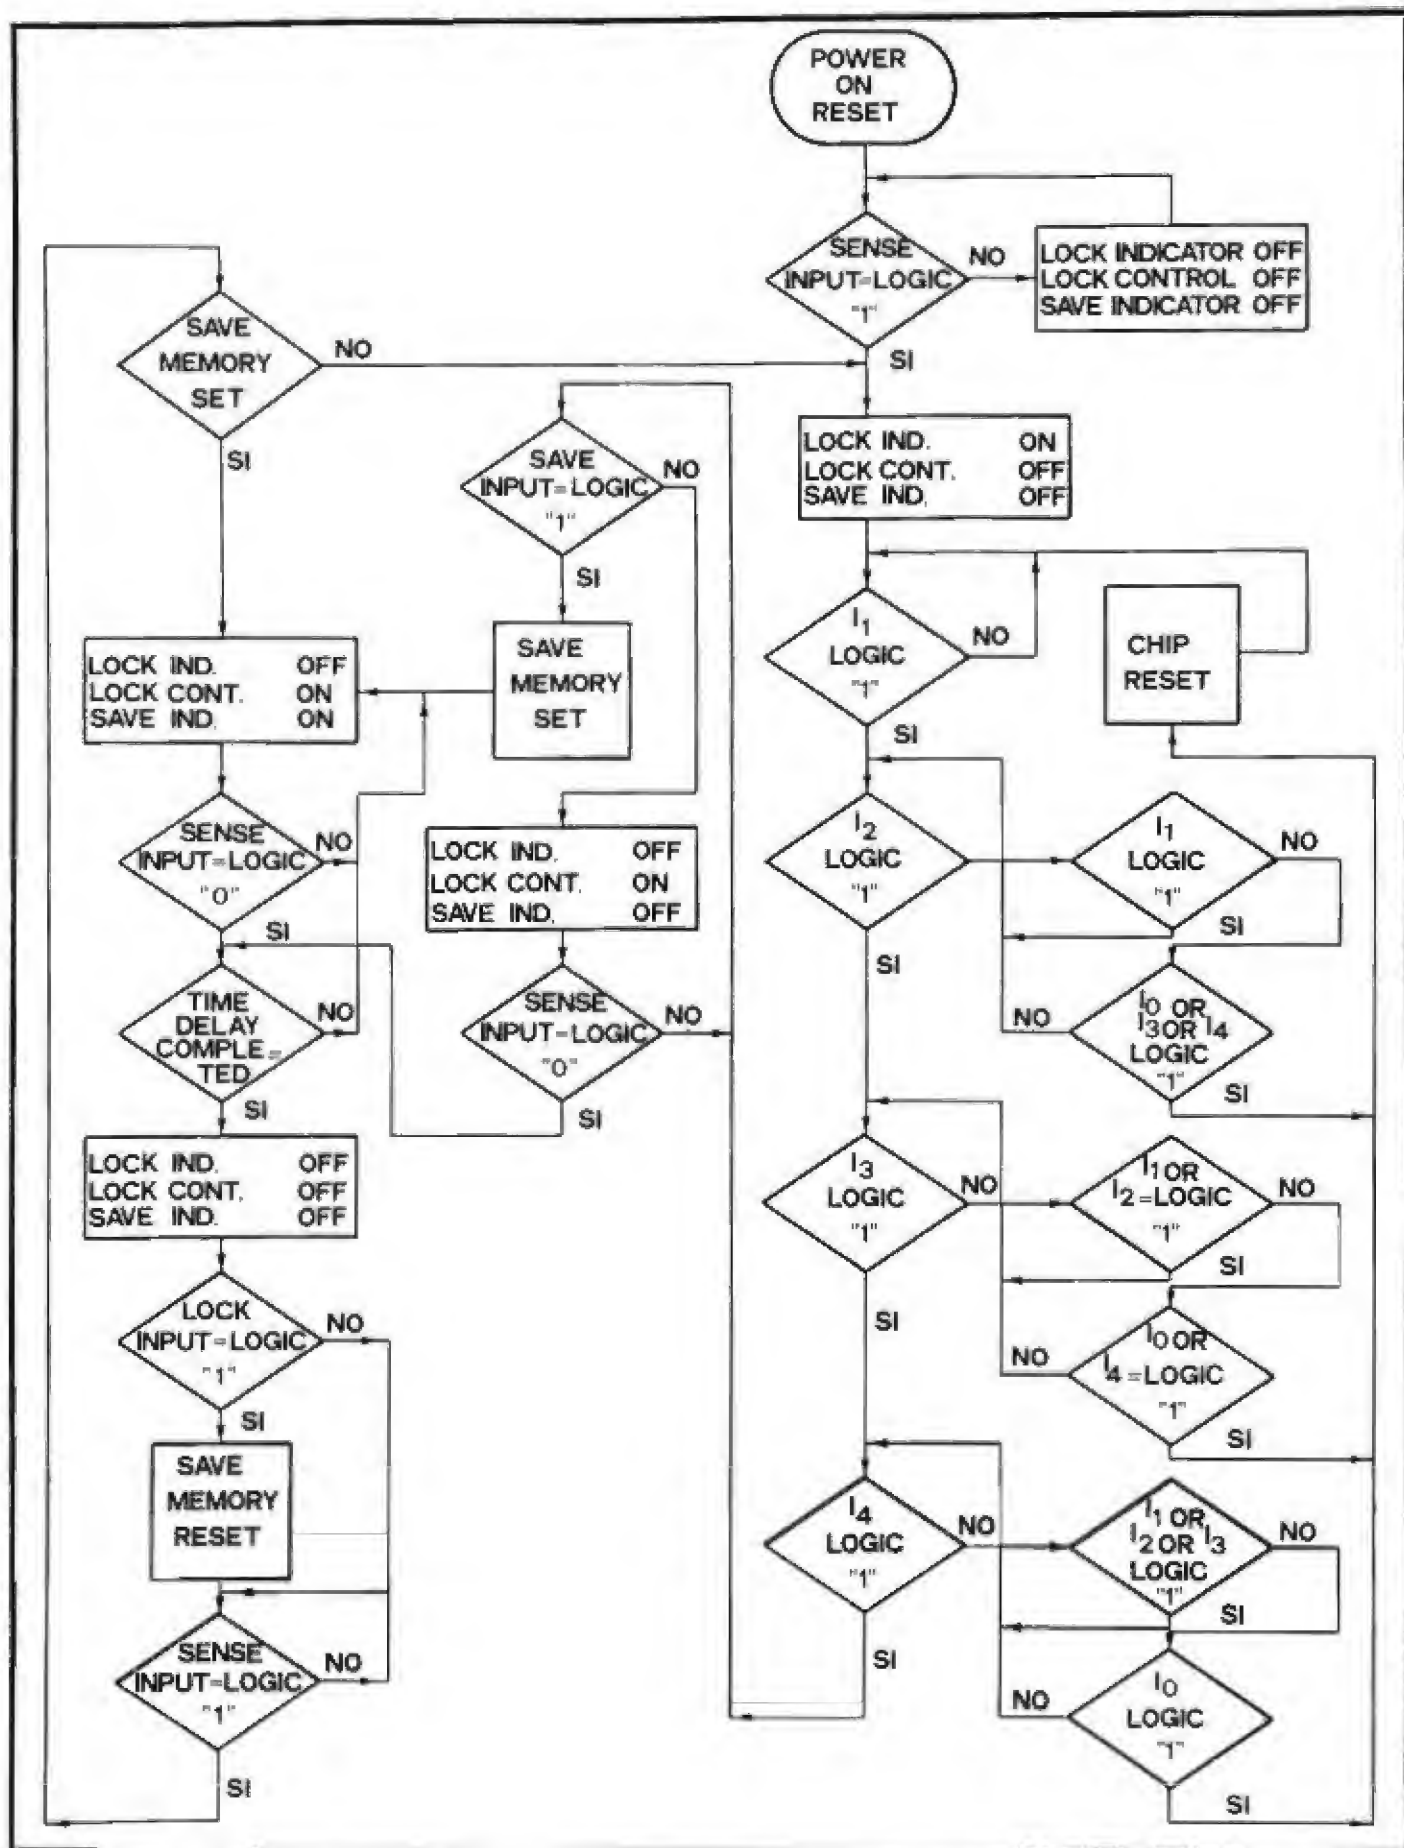 POWER
ON
RESET
SENSE
INPUT=LOGIC
"1"
NO
SI
LOCK INDICATOR OFF
LOCK CONTROL OFF
SAVE INDICATOR OFF
SAVE
MEMORY
SET
NO
SI
SAVE
INPUT=LOGIC
"1"
NO
SI
LOCK IND. ON
LOCK CONT. OFF
SAVE IND. OFF
I1
LOGIC
"1"
NO
SI
CHIP
RESET
SAVE
MEMORY
SET
LOCK IND. OFF
LOCK CONT. ON
SAVE IND. ON
SENSE
INPUT=LOGIC
"0"
NO
SI
LOCK IND. OFF
LOCK CONT. ON
SAVE IND. OFF
I2
LOGIC
"1"
SI
I1
LOGIC
"1"
NO
SI
TIME
DELAY
COMPLE=
TED
NO
SI
SENSE
INPUT=LOGIC
"0"
NO
SI
I0 OR
I3 OR I4
LOGIC
"1"
NO
SI
LOCK IND. OFF
LOCK CONT. OFF
SAVE IND. OFF
I3
LOGIC
"1"
NO
SI
I1 OR
I2=LOGIC
"1"
NO
SI
LOCK
INPUT=LOGIC
"1"
NO
SI
I0 OR
I4=LOGIC
"1"
NO
SI
SAVE
MEMORY
RESET
I4
LOGIC
"1"
NO
SI
I1 OR
I2 OR I3
LOGIC
"1"
NO
SI
SENSE
INPUT=LOGIC
"1"
NO
SI
I0
LOGIC
"1"
NO
SI